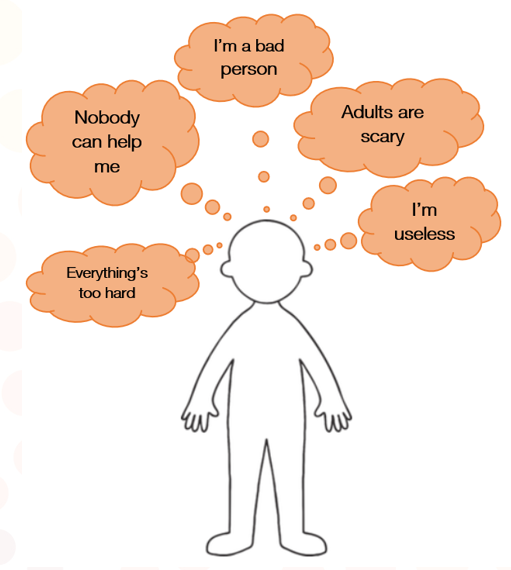 I'm a bad
person
Nobody
can help
me
Adults are
scary
I'm
useless
Everything's
too hard